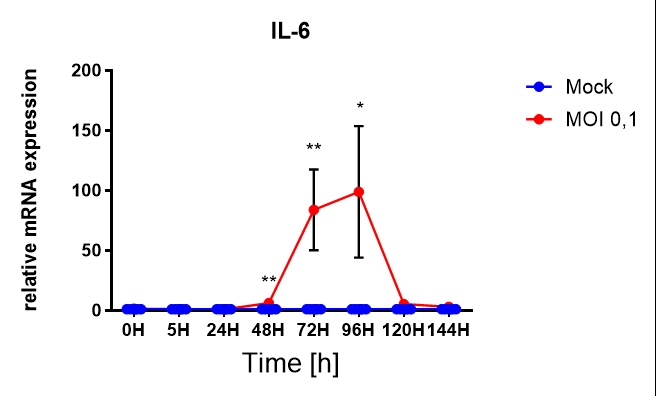 IL-6
relative mRNA expression
200
150
100
50
0
**
**
*
0H 5H 24H 48H 72H 96H 120H 144H
Time [h]
Mock
MOI 0,1